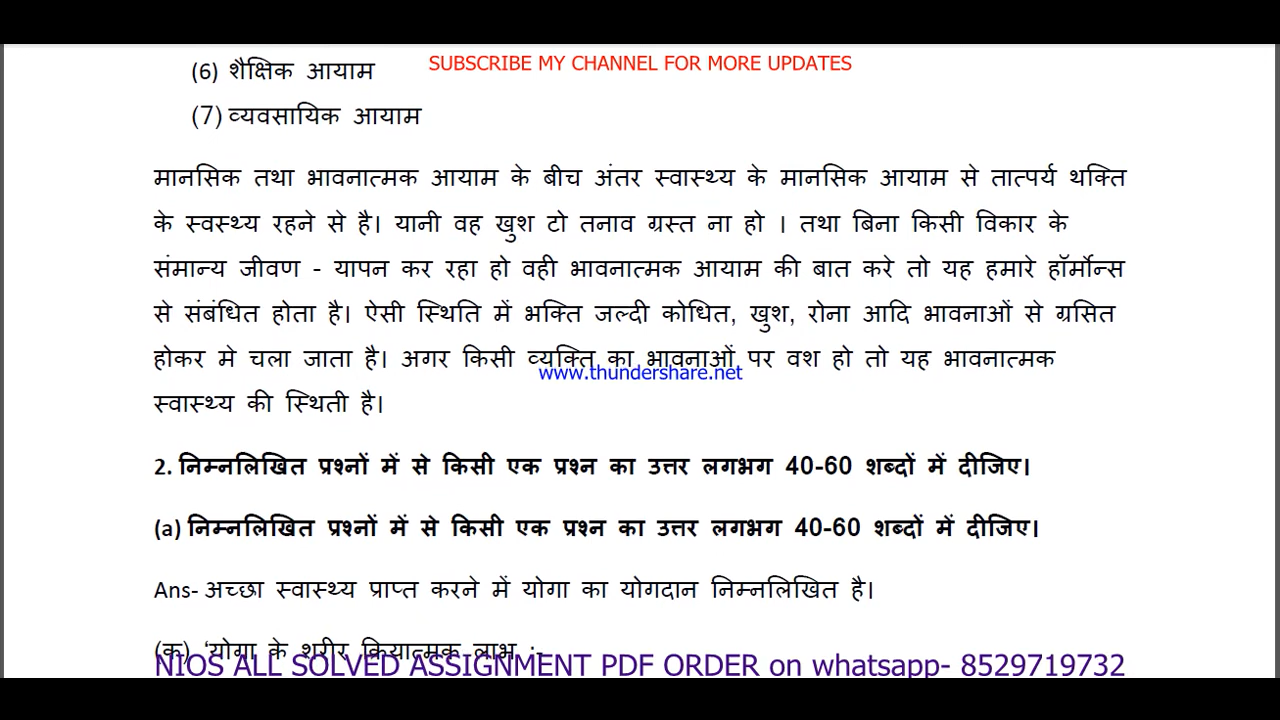 (6) शैक्षिक आयाम
SUBSCRIBE MY CHANNEL FOR MORE UPDATES
(7) व्यवसायिक आयाम
मानसिक तथा भावनात्मक आयाम के बीच अंतर स्वास्थ्य के मानसिक आयाम से तात्पर्य थक्ति
के स्वस्थ्य रहने से है। यानी वह खुश टो तनाव ग्रस्त ना हो । तथा बिना किसी विकार के
संमान्य जीवण - यापन कर रहा हो वही भावनात्मक आयाम की बात करे तो यह हमारे हॉर्मोन्स
से संबंधित होता है। ऐसी स्थिति में भक्ति जल्दी कोधित, खुश, रोना आदि भावनाओं से ग्रसित
होकर मे चला जाता है। अगर किसी व्यक्ति का भावनाओं पर वश हो तो यह भावनात्मक
www.thundershare.net
स्वास्थ्य की स्थिती है।
2. निम्नलिखित प्रश्नों में से किसी एक प्रश्न का उत्तर लगभग 40-60 शब्दों में दीजिए।
(a) निम्नलिखित प्रश्नों में से किसी एक प्रश्न का उत्तर लगभग 40-60 शब्दों में दीजिए।
Ans- अच्छा स्वास्थ्य प्राप्त करने में योगा का योगदान निम्नलिखित है।
(क) 'योगा के शरीर कियात्मक लाभ :-
NIOS ALL SOLVED ASSIGNMENT PDF ORDER on whatsapp- 8529719732